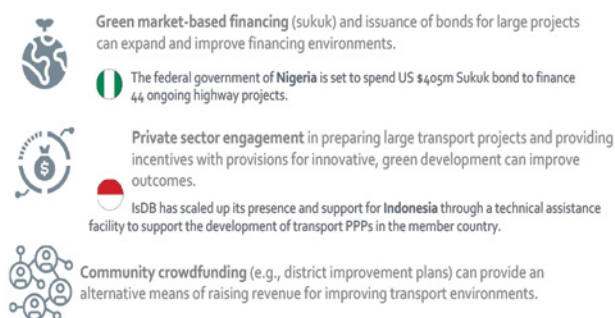 Green market-based financing (sukuk) and issuance of bonds for large projects
can expand and improve financing environments.
The federal government of Nigeria is set to spend US $405m Sukuk bond to finance
44 ongoing highway projects.
Private sector engagement in preparing large transport projects and providing
incentives with provisions for innovative, green development can improve
outcomes.
IsDB has scaled up its presence and support for Indonesia through a technical assistance
facility to support the development of transport PPPs in the member country.
Community crowdfunding (e.g., district improvement plans) can provide an
alternative means of raising revenue for improving transport environments.